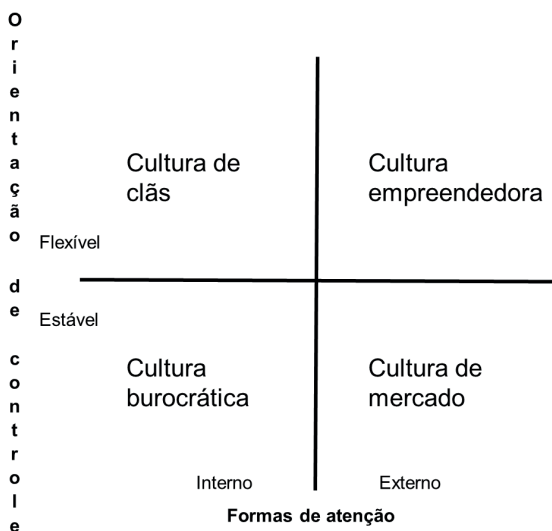 Orientação de controle
Cultura de
clãs
Cultura
empreendedora
Flexível
Estável
Cultura
burocrática
Cultura de
mercado
Interno
Externo
Formas de atenção